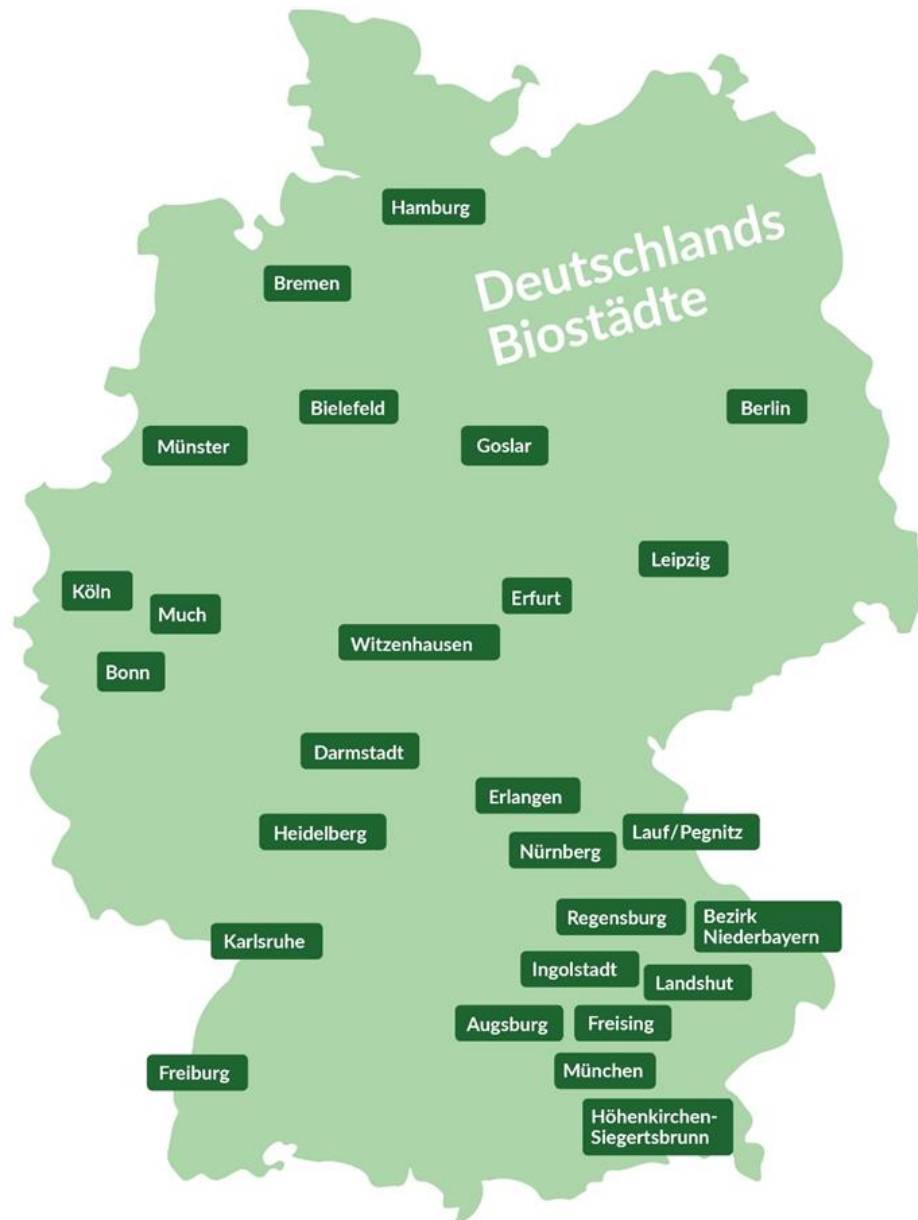 Hamburg
Deutschlands
Biostädte
Bremen
Bielefeld
Berlin
Münster
Goslar
Leipzig
Köln
Erfurt
Much
Witzenhausen
Bonn
Darmstadt
Erlangen
Heidelberg
Lauf/Pegnitz
Nürnberg
Regensburg
Bezirk
Niederbayern
Karlsruhe
Ingolstadt
Landshut
Augsburg
Freising
Freiburg
München
Höhenkirchen-
Siegertsbrunn